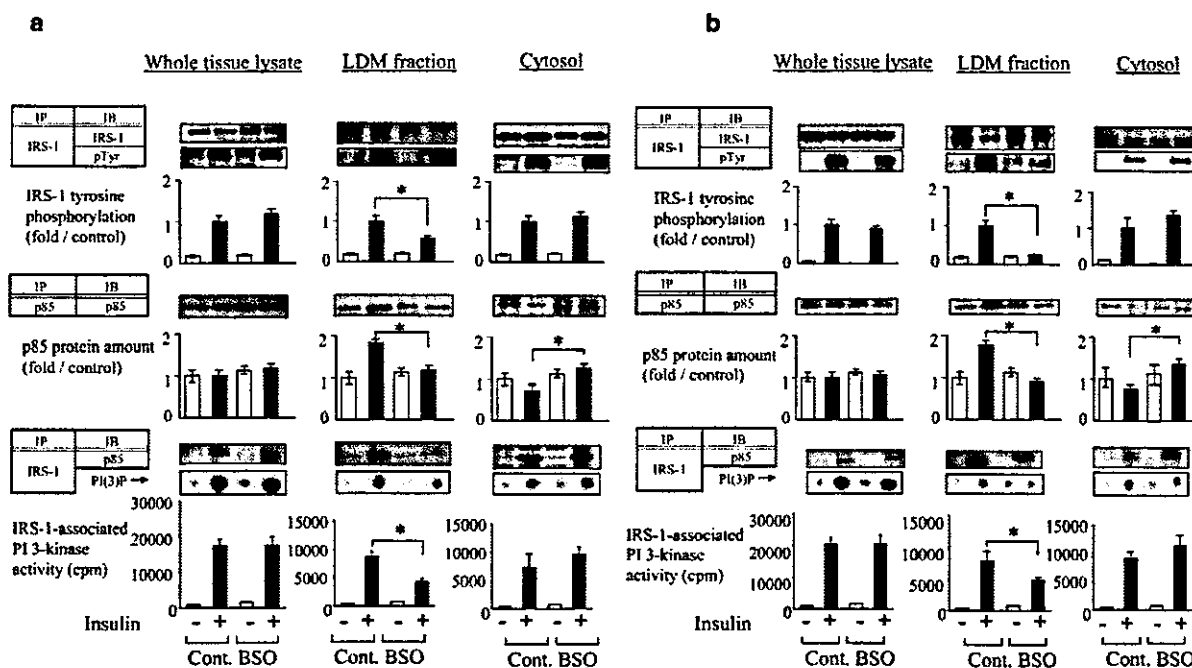 a
Whole tissue lysate LDM fraction Cytosol
IP IB
IRS-1 IRS-1
pTyr
IRS-1 tyrosine
phosphorylation
(fold / control)
2 1 0
2 1 0
2 1 0
*
IP IB
p85 p85
p85 protein amount
(fold / control)
2 1 0
2 1 0
2 1 0
* *
IP IB
IRS-1 p85
PI(3)P →
IRS-1-associated
PI 3-kinase
activity (cpm)
30000 20000 10000 0
15000 10000 5000 0
15000 10000 5000 0
*
Insulin - + - + - + - + - + - +
Cont. BSO Cont. BSO Cont. BSO
b
Whole tissue lysate LDM fraction Cytosol
IP IB
IRS-1 IRS-1
pTyr
IRS-1 tyrosine
phosphorylation
(fold / control)
2 1 0
2 1 0
2 1 0
*
IP IB
p85 p85
p85 protein amount
(fold / control)
2 1 0
2 1 0
2 1 0
* *
IP IB
IRS-1 p85
PI(3)P →
IRS-1-associated
PI 3-kinase
activity (cpm)
30000 20000 10000 0
15000 10000 5000 0
15000 10000 5000 0
*
Insulin - + - + - + - + - + - +
Cont. BSO Cont. BSO Cont. BSO